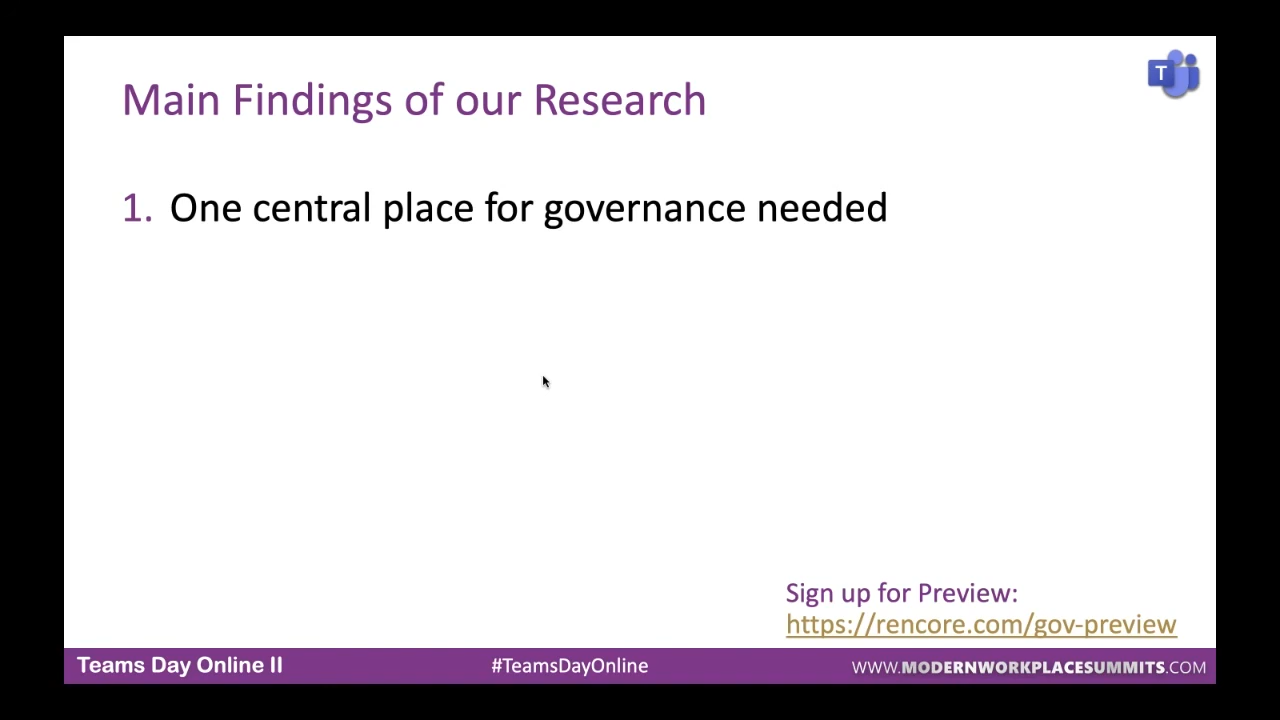 Main Findings of our Research
T
1. One central place for governance needed
Sign up for Preview:
https://rencore.com/gov-preview
Teams Day Online II
#TeamsDayOnline
WWW.MODERNWORKPLACESUMMITS.COM